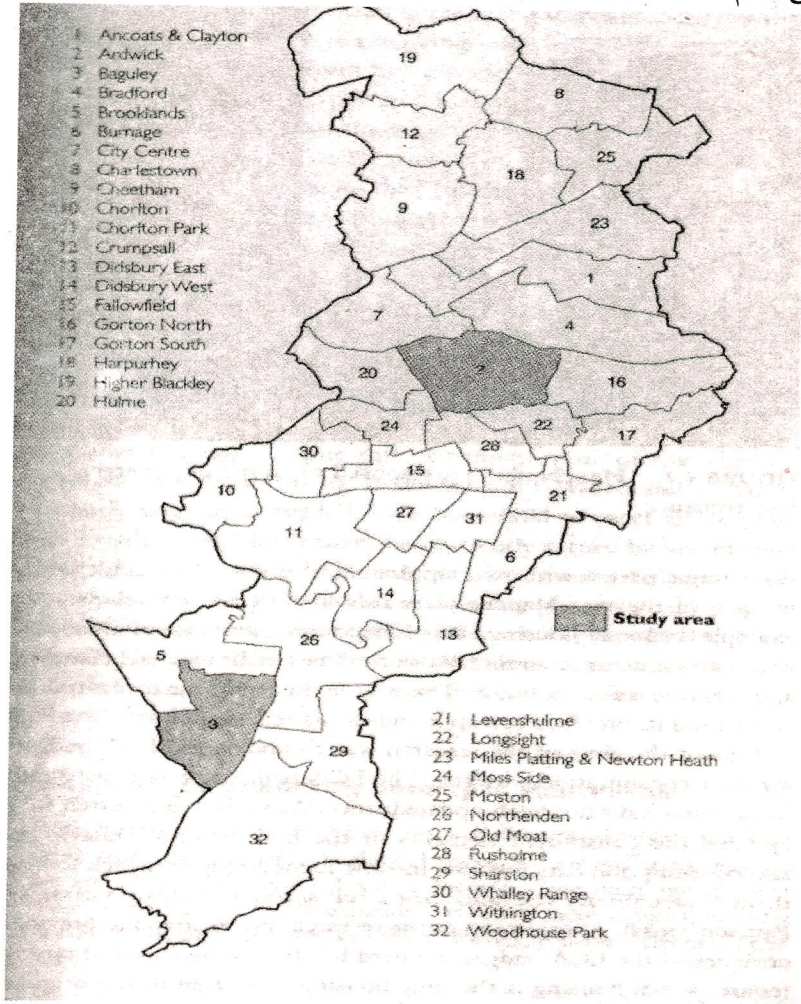 1 Ancoats & Clayton
2 Ardwick
3 Baguley
4 Bradford
5 Brooklands
6 Burnage
7 City Centre
8 Charlestown
9 Cheetham
10 Chorlton
11 Chorlton Park
12 Crumpsall
13 Didsbury East
14 Didsbury West
15 Fallowfield
16 Gorton North
17 Gorton South
18 Harpurhey
19 Higher Blackley
20 Hulme
19
8
12
25
18
9
23
1
7
4
20
2
16
24
22
17
28
30
15
10
21
27
31
11
6
14
13
26
5
Study area
3
29
32
21 Levenshulme
22 Longsight
23 Miles Platting & Newton Heath
24 Moss Side
25 Moston
26 Northenden
27 Old Moat
28 Rusholme
29 Sharston
30 Whalley Range
31 Withington
32 Woodhouse Park